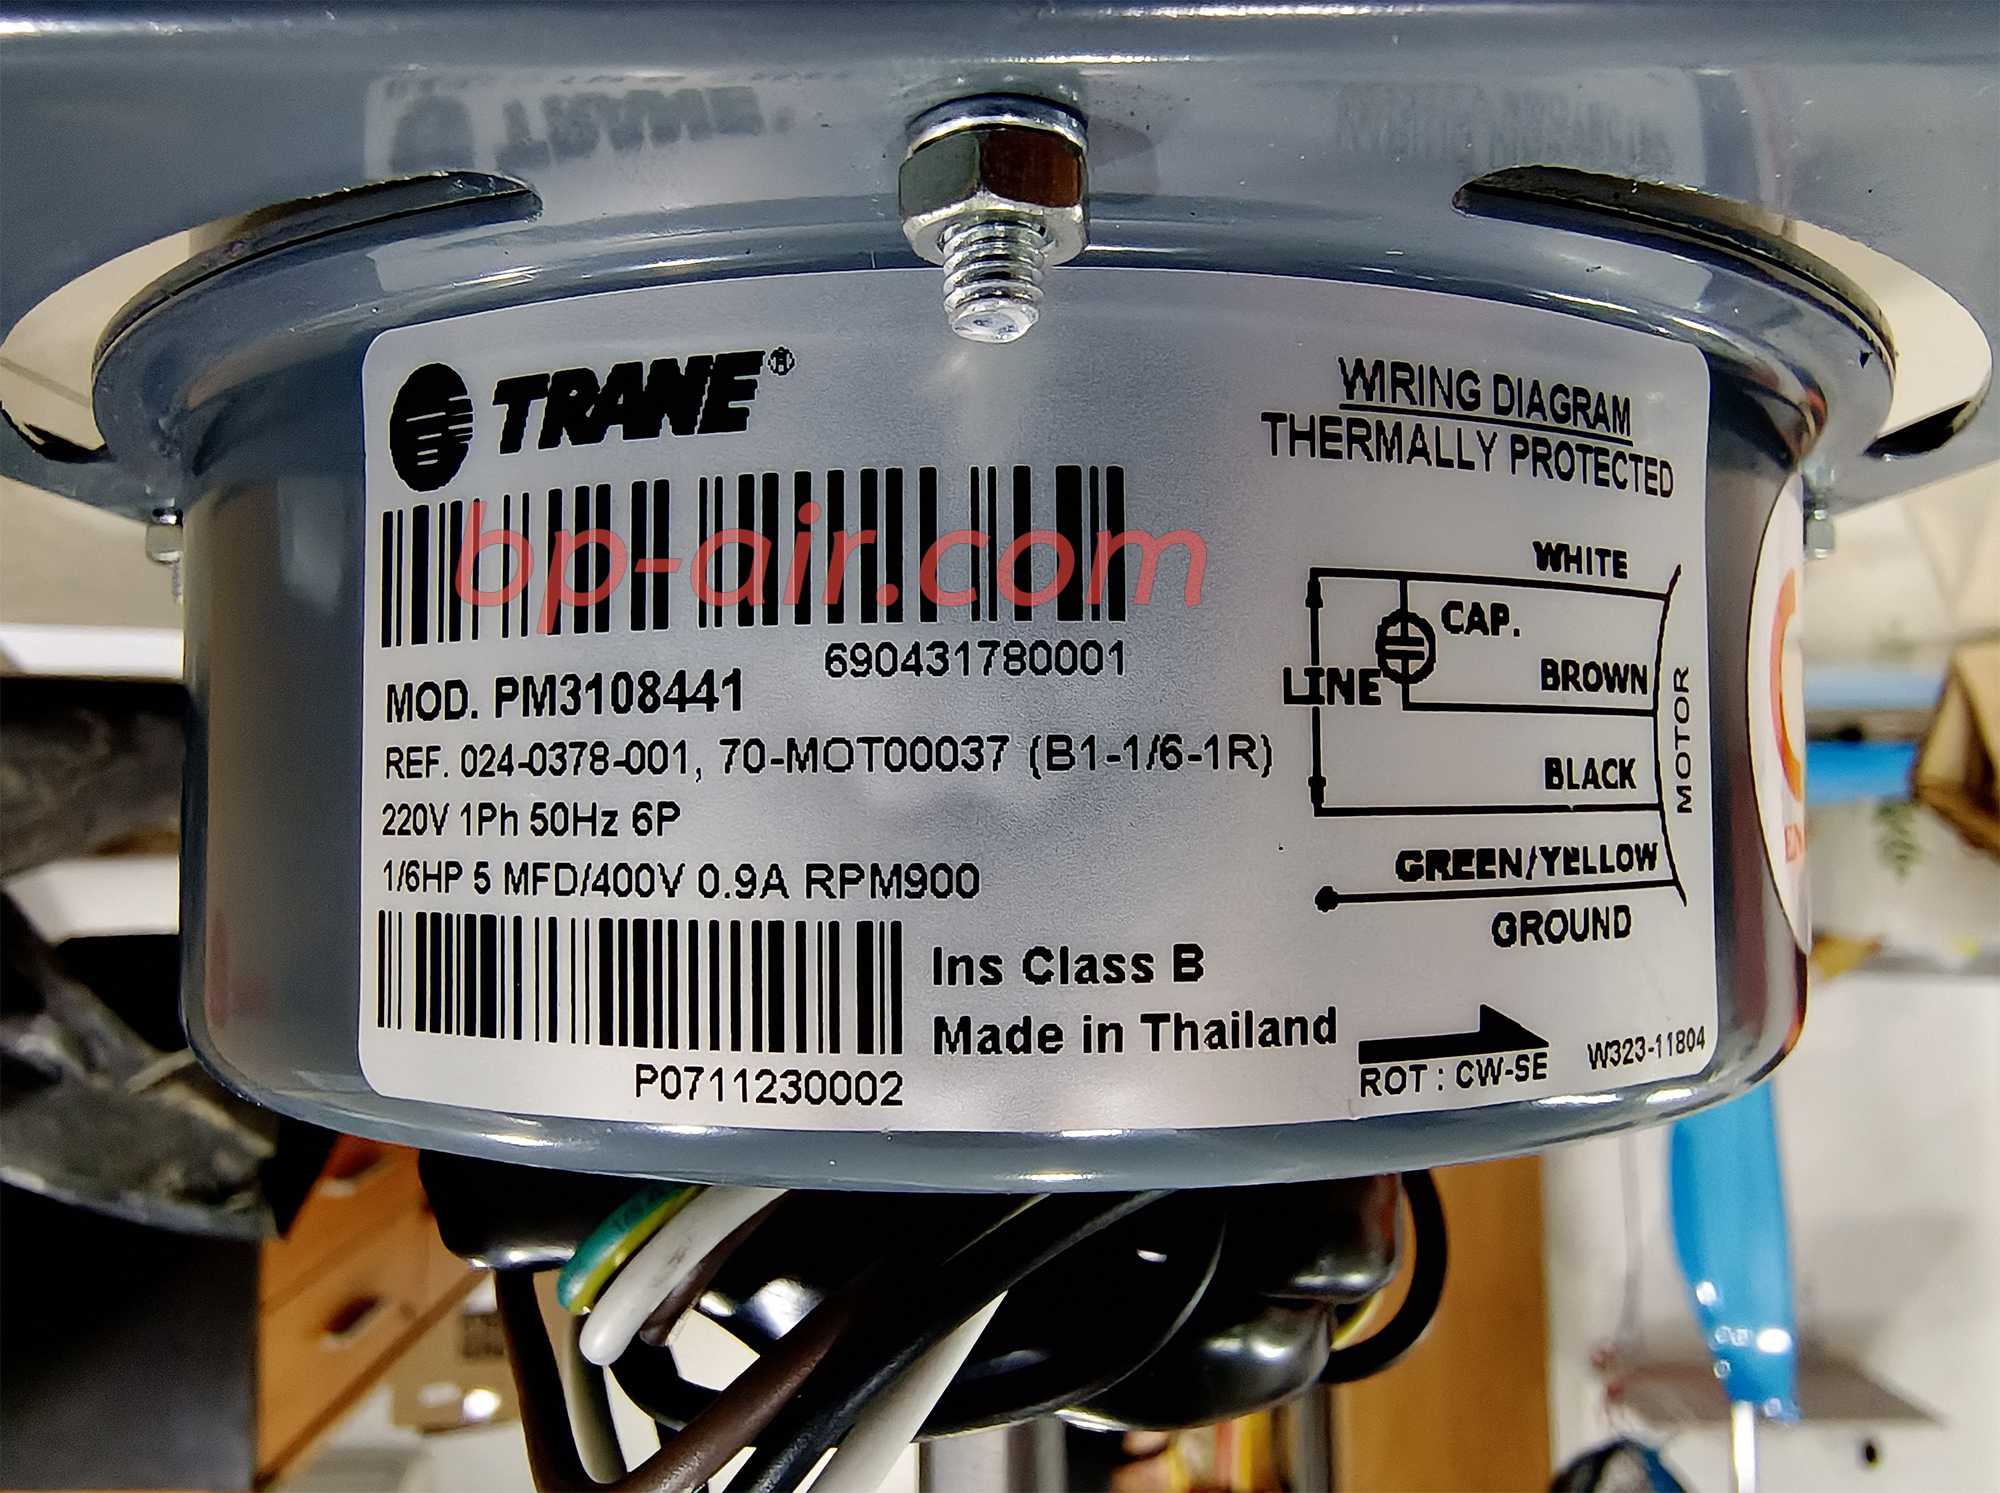 TRANE®
bp-air.com
690431780001
MOD. PM3108441
REF. 024-0378-001, 70-MOT00037 (B1-1/6-1R)
220V 1Ph 50Hz 6P
1/6HP 5 MFD/400V 0.9A RPM900
P0711230002
Ins Class B
Made in Thailand
WIRING DIAGRAM
THERMALLY PROTECTED
WHITE
CAP.
LINE
BROWN
BLACK
MOTOR
GREEN/YELLOW
GROUND
ROT : CW-SE
W323-11804